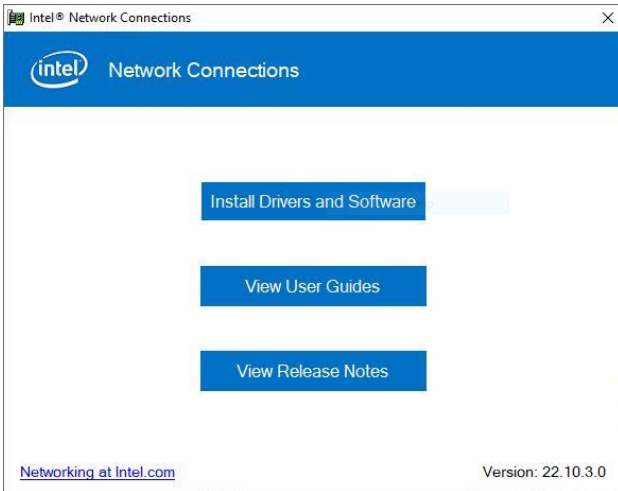 Intel® Network Connections
intel Network Connections
Install Drivers and Software
View User Guides
View Release Notes
Networking at Intel.com Version: 22.10.3.0